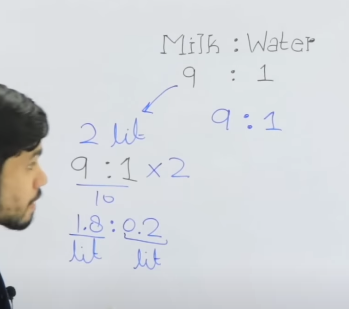 Milk : Water
9 : 1
9 : 1
2 lit
9 : 1 × 2
10
1.8 : 0.2
lit lit